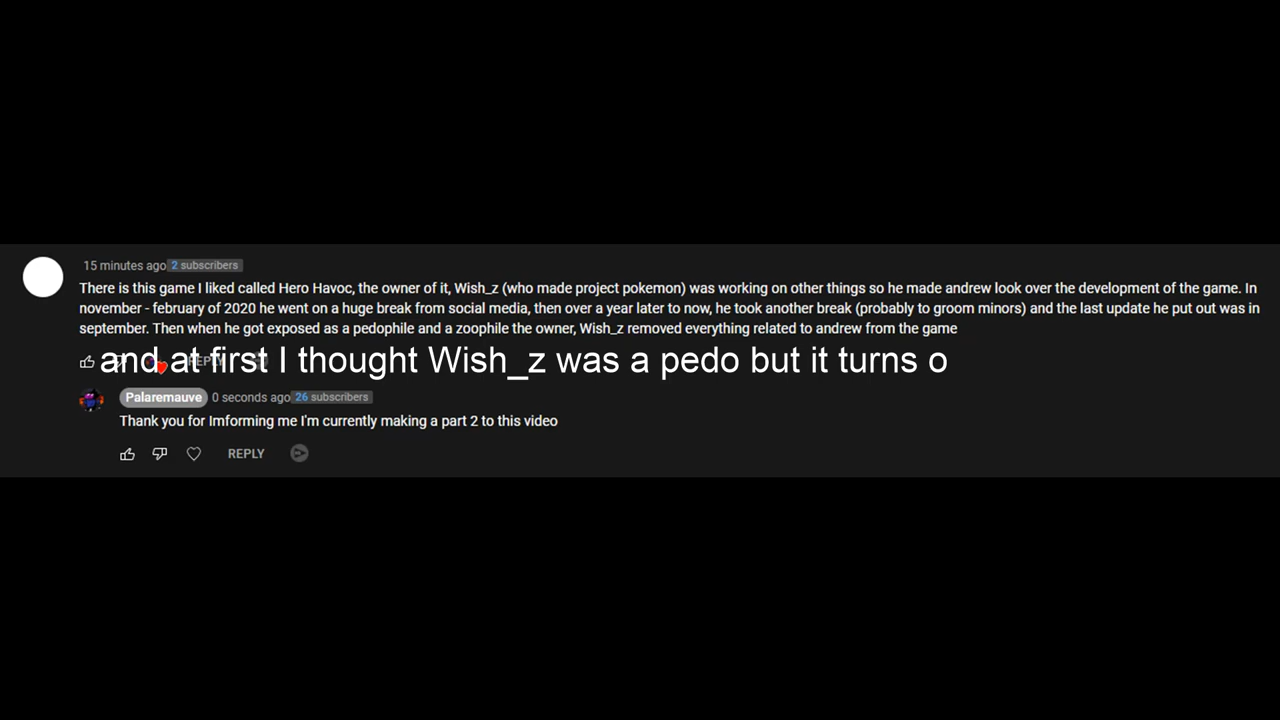 15 minutes ago 2 subscribers
There is this game I liked called Hero Havoc, the owner of it, Wish_z (who made project pokemon) was working on other things so he made andrew look over the development of the game. In
november - february of 2020 he went on a huge break from social media, then over a year later to now, he took another break (probably to groom minors) and the last update he put out was in
september. Then when he got exposed as a pedophile and a zoophile the owner, Wish_z removed everything related to andrew from the game
REPLY
and at first I thought Wish_z was a pedo but it turns o
Palaremauve 0 seconds ago 26 subscribers
Thank you for Imforming me I'm currently making a part 2 to this video
REPLY